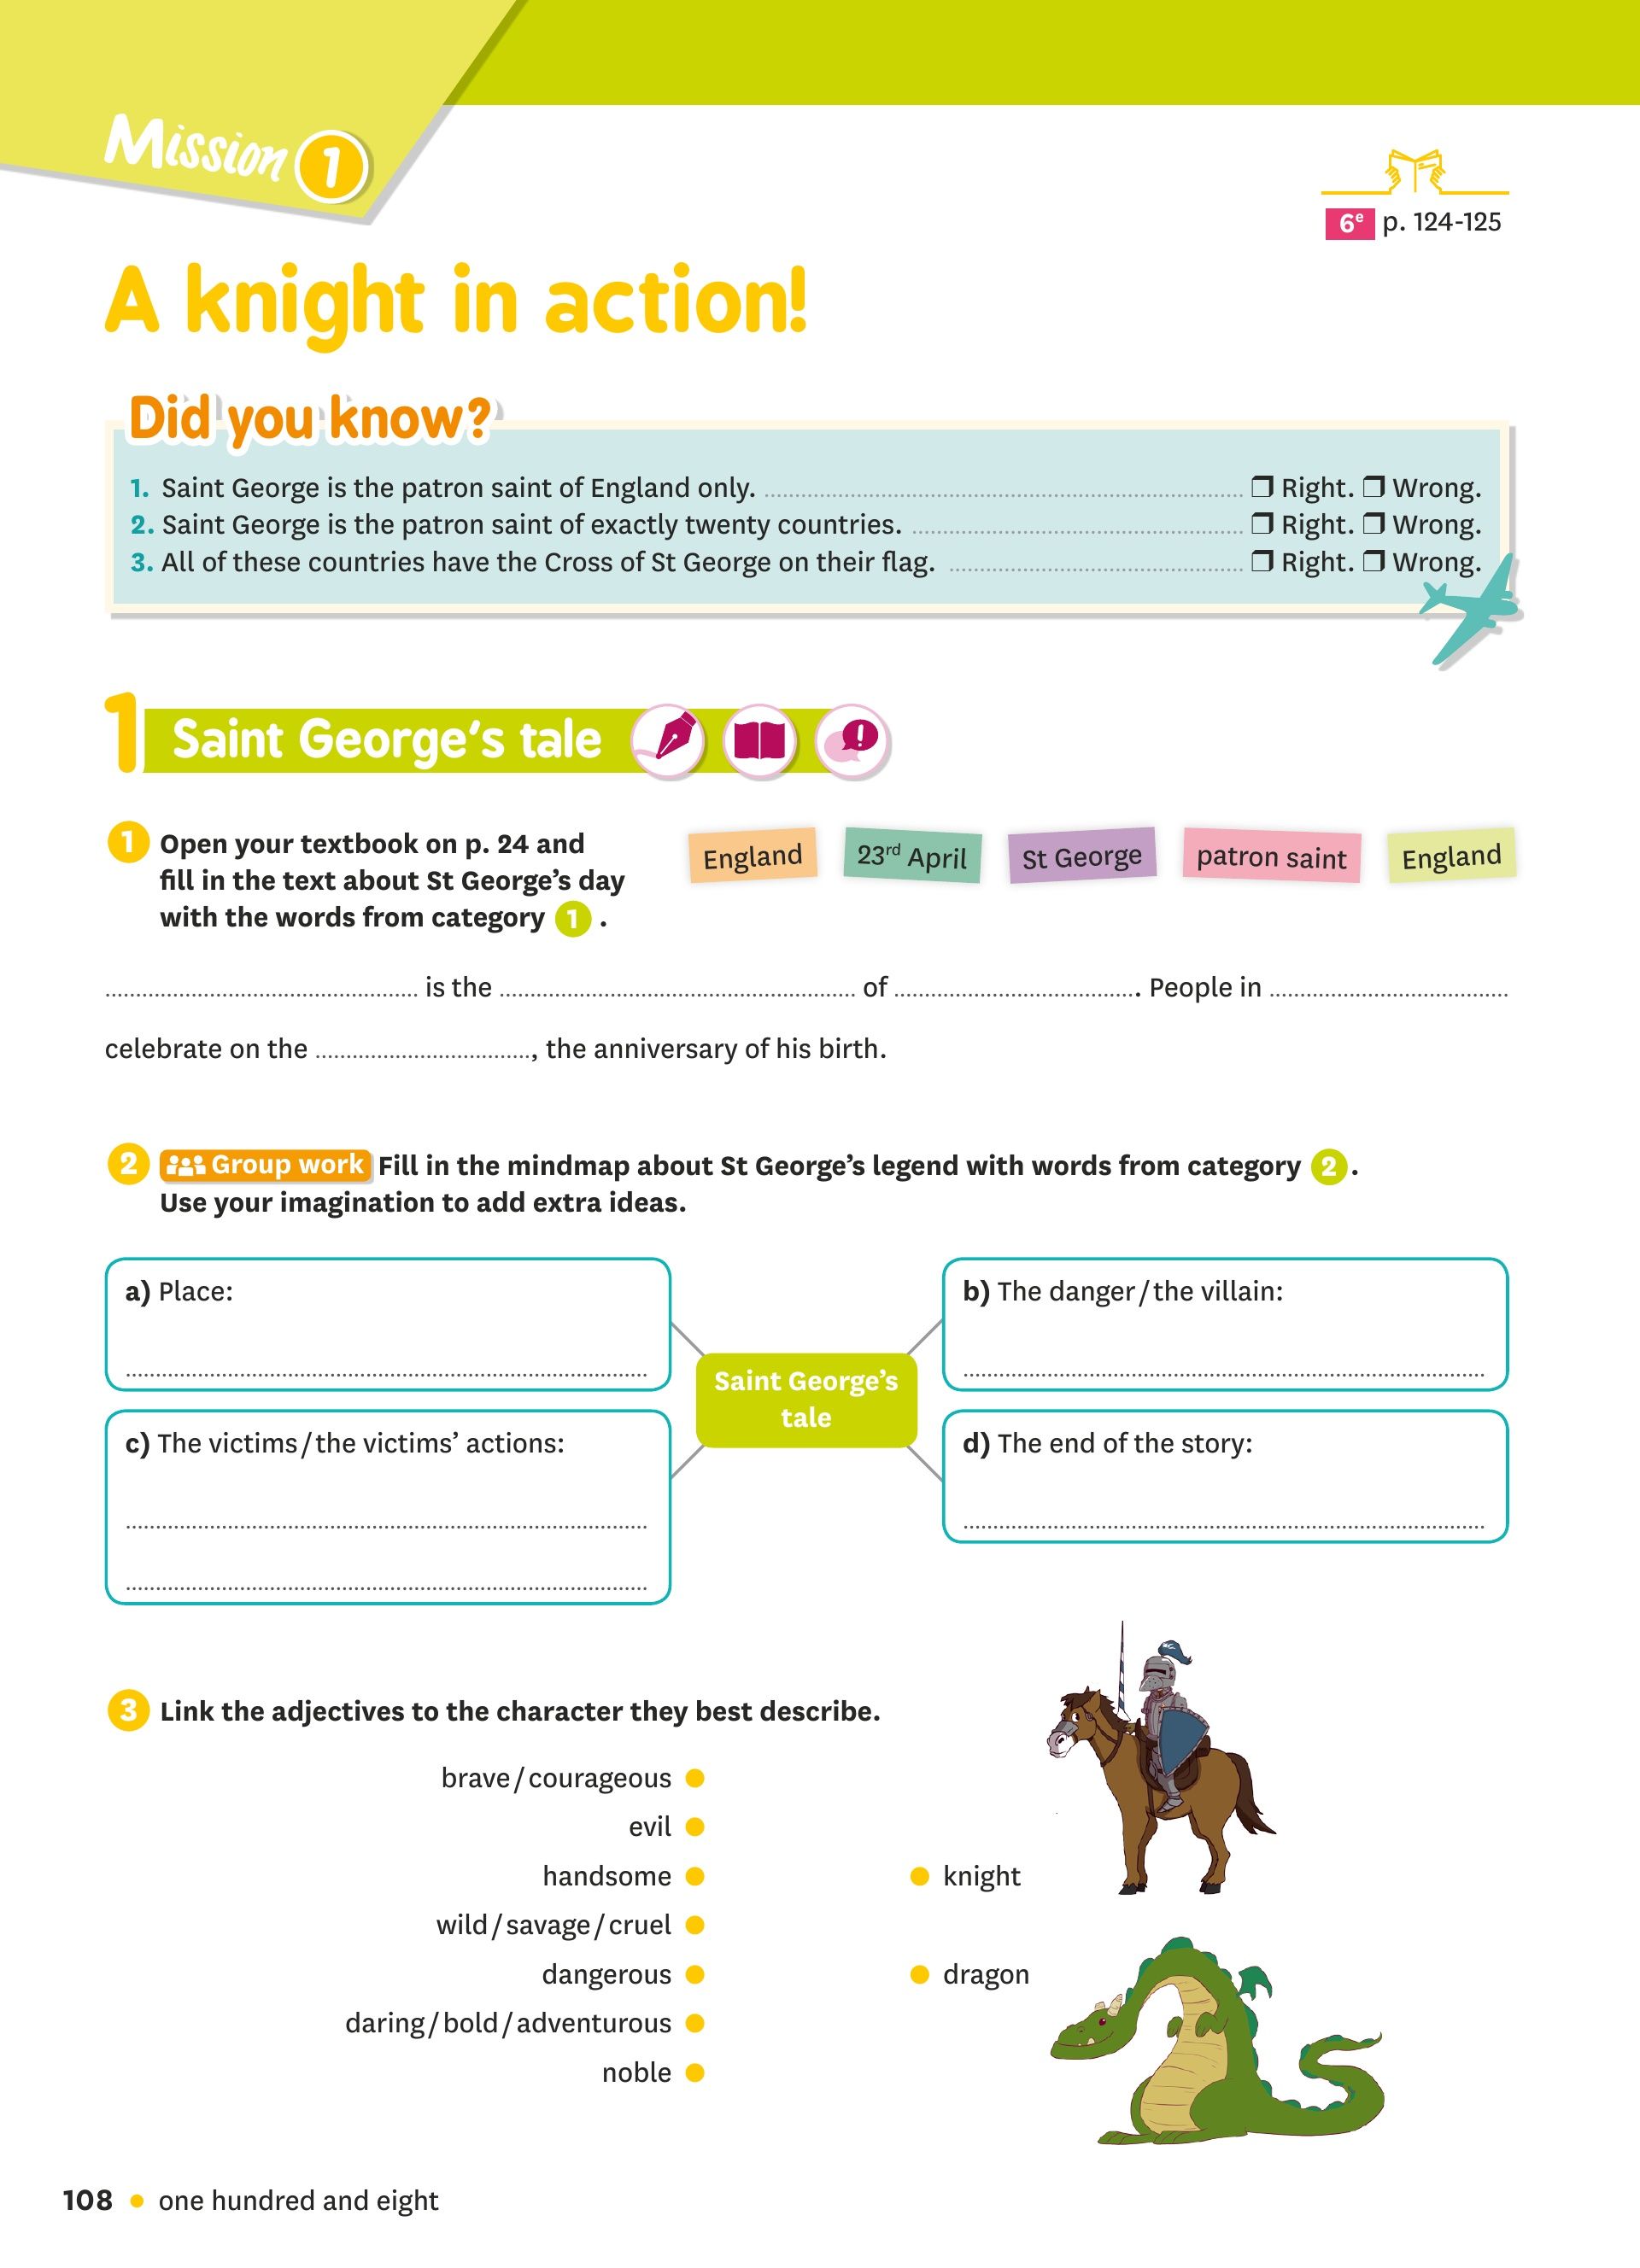 Mission 1
6e p. 124-125
A knight in action!
Did you know?
1. Saint George is the patron saint of England only. ❒ Right. ❒ Wrong.
2. Saint George is the patron saint of exactly twenty countries. ❒ Right. ❒ Wrong.
3. All of these countries have the Cross of St George on their flag. ❒ Right. ❒ Wrong.
1 Saint George's tale
1 Open your textbook on p. 24 and
fill in the text about St George's day
with the words from category 1 .
England 23rd April St George patron saint England
.......... is the .......... of .......... . People in ..........
celebrate on the .........., the anniversary of his birth.
2 Group work Fill in the mindmap about St George's legend with words from category 2 .
Use your imagination to add extra ideas.
a) Place:
b) The danger/the villain:
Saint George's
tale
c) The victims/the victims' actions:
d) The end of the story:
3 Link the adjectives to the character they best describe.
brave/courageous
evil
handsome
knight
wild/savage/cruel
dangerous
dragon
daring/bold/adventurous
noble
108 • one hundred and eight